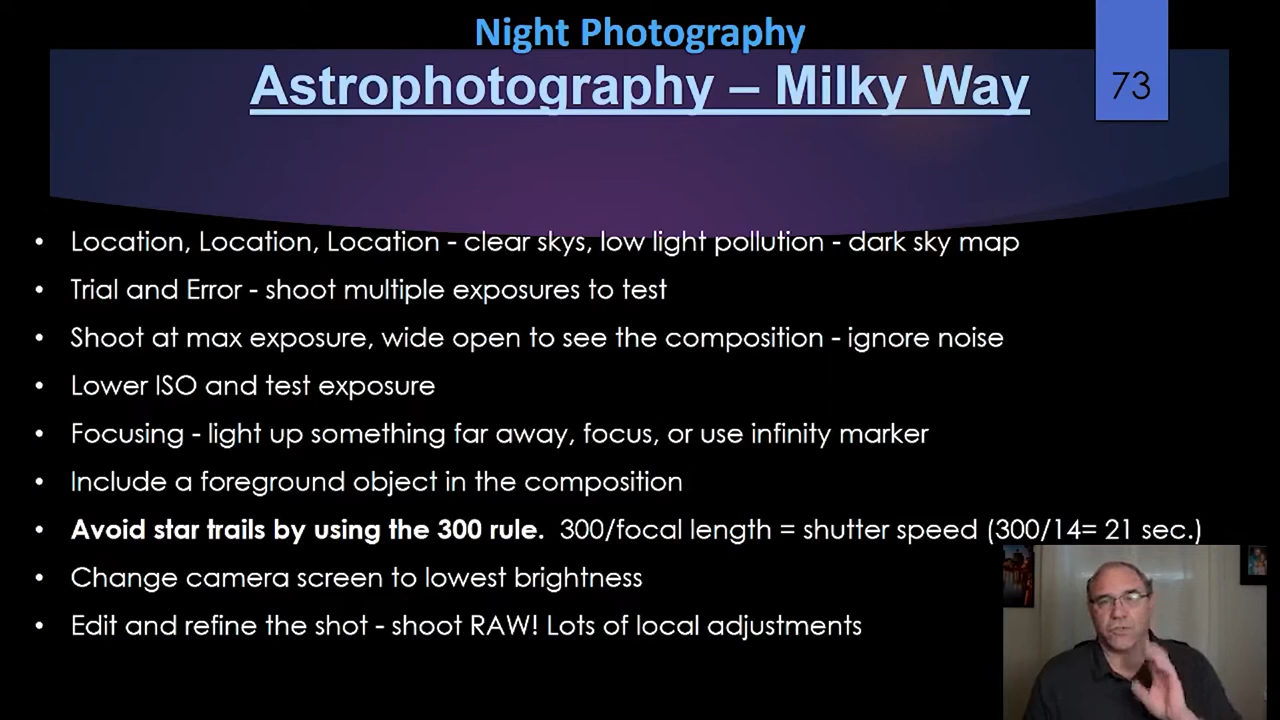 Night Photography
Astrophotography – Milky Way
73
• Location, Location, Location - clear skys, low light pollution - dark sky map
• Trial and Error - shoot multiple exposures to test
• Shoot at max exposure, wide open to see the composition - ignore noise
• Lower ISO and test exposure
• Focusing - light up something far away, focus, or use infinity marker
• Include a foreground object in the composition
• Avoid star trails by using the 300 rule. 300/focal length = shutter speed (300/14= 21 sec.)
• Change camera screen to lowest brightness
• Edit and refine the shot - shoot RAW! Lots of local adjustments